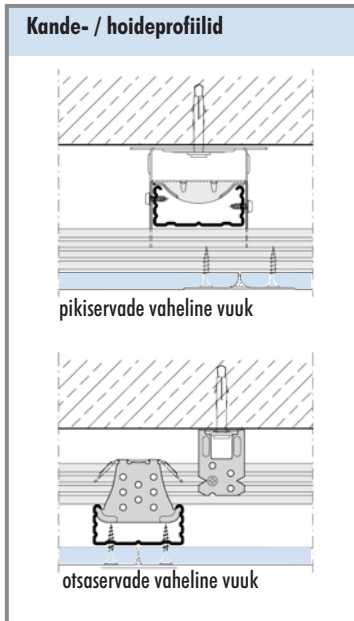 Kande- / hoideprofiilid
pikiservade vaheline vuuk
otsaservade vaheline vuuk